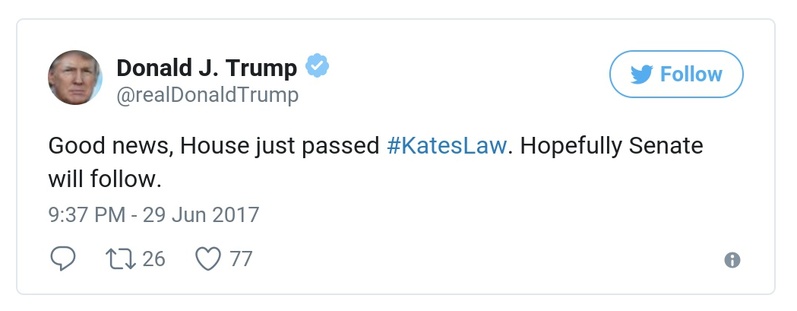 Donald J. Trump
@realDonaldTrump
Follow
Good news, House just passed #KatesLaw. Hopefully Senate
will follow.
9:37 PM - 29 Jun 2017
26 77